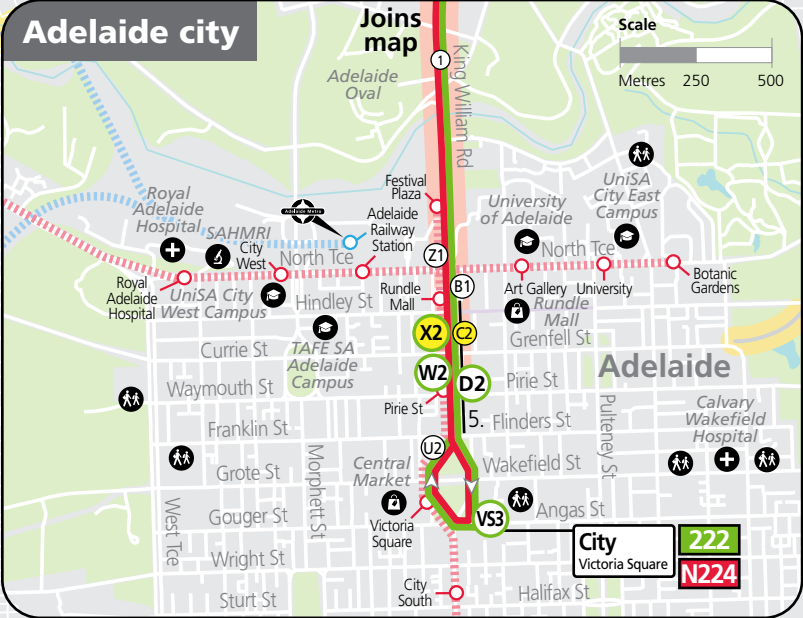 Adelaide city
Joins
map
Scale
Metres 250 500
1
King William Rd
Adelaide
Oval
Festival
Plaza
Royal
Adelaide
Hospital
SAHMRI
Adelaide Metro
Adelaide
Railway
Station
University
of Adelaide
UniSA
City East
Campus
City
West
North Tce
Z1
North Tce
Royal
Adelaide
Hospital
UniSA City
West Campus
Hindley St
Rundle
Mall
B1
Art Gallery
University
Botanic
Gardens
Rundle
Mall
X2
C2
Grenfell St
Currie St
TAFE SA
Adelaide
Campus
Adelaide
W2
D2
Pirie St
Waymouth St
Pirie St
5.
Flinders St
Pulteney St
Calvary
Wakefield
Hospital
Franklin St
U2
Wakefield St
Grote St
Morphett St
Central
Market
West Tce
Gouger St
Victoria
Square
VS3
Angas St
City
Victoria Square
222
N224
Wright St
City
South
Sturt St
Halifax St